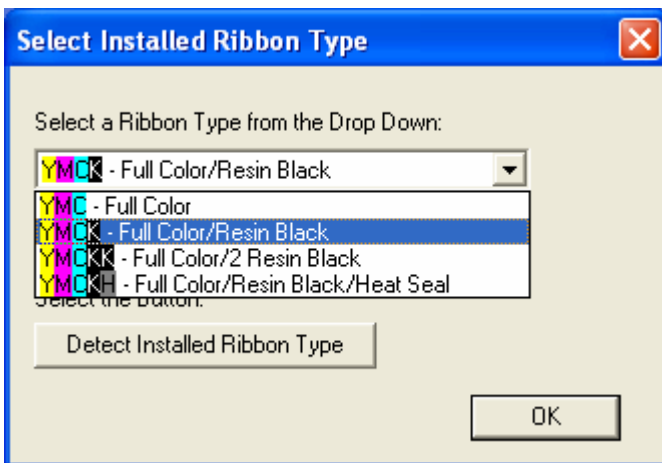 Select Installed Ribbon Type
Select a Ribbon Type from the Drop Down:
YMCK - Full Color/Resin Black
YMC - Full Color
YMCK - Full Color/Resin Black
YMCKK - Full Color/2 Resin Black
YMCKH - Full Color/Resin Black/Heat Seal
Select the Button:
Detect Installed Ribbon Type
OK